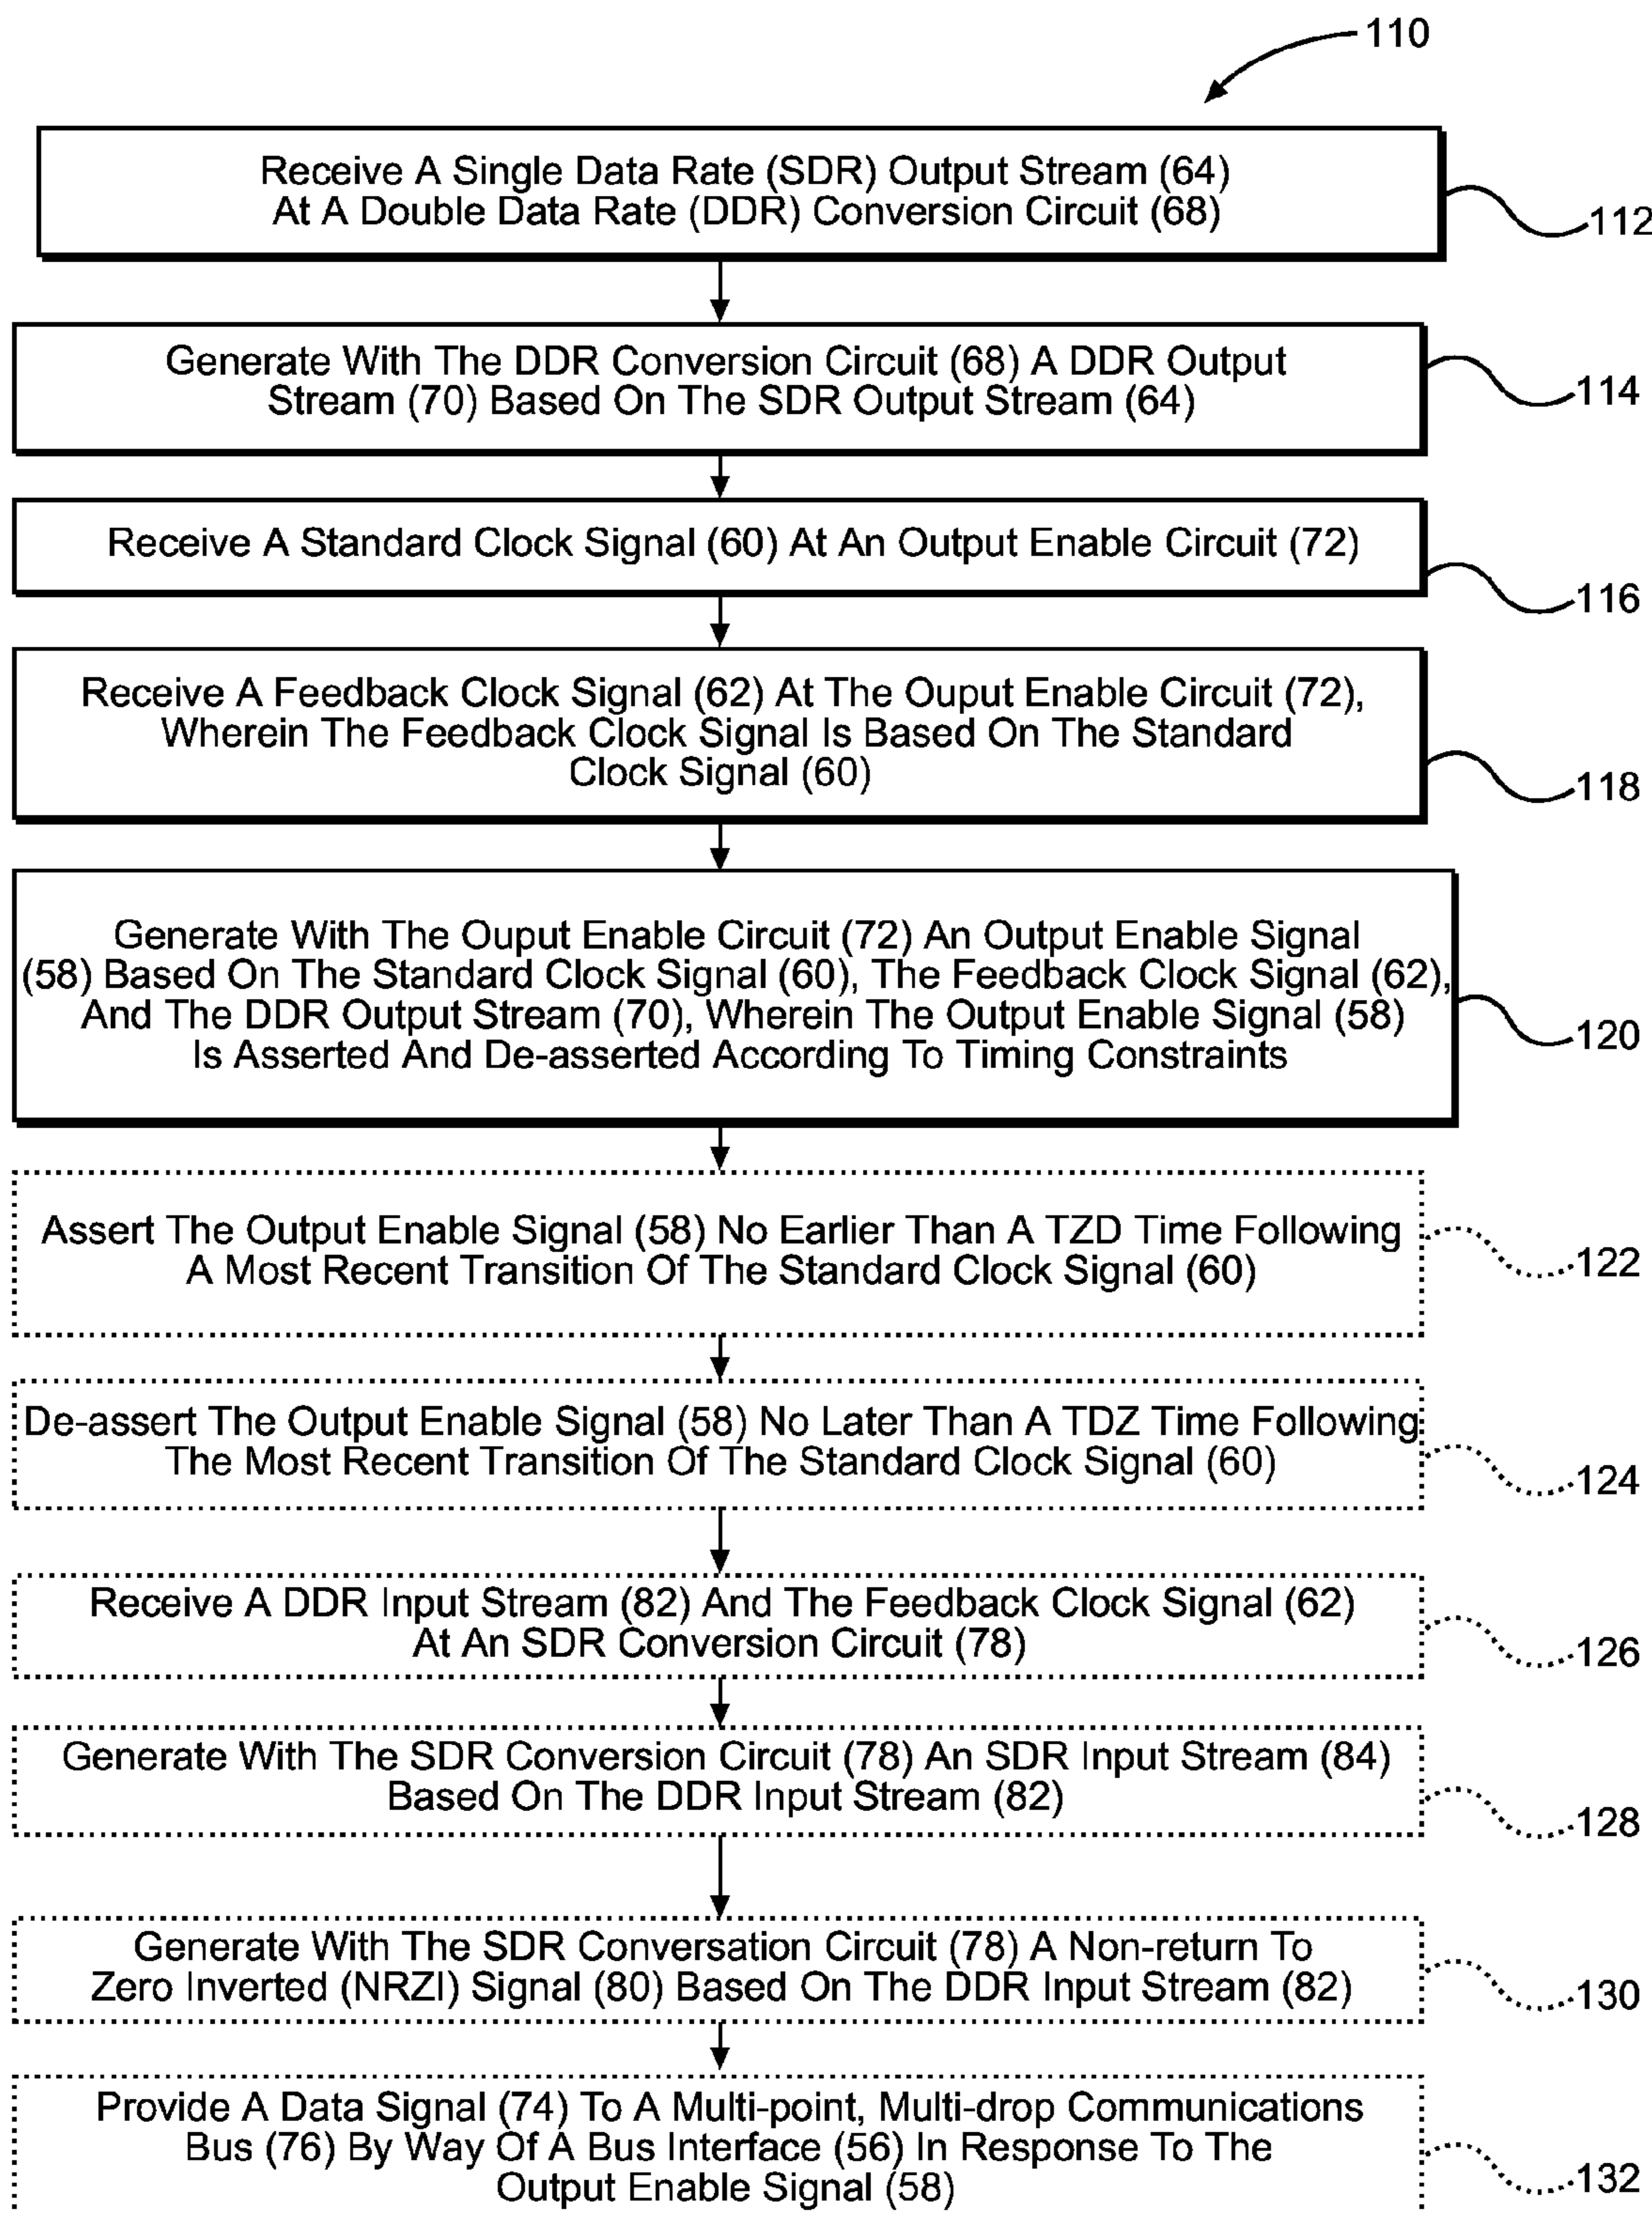 110
Receive A Single Data Rate (SDR) Output Stream (64)
At A Double Data Rate (DDR) Conversion Circuit (68)
112
Generate With The DDR Conversion Circuit (68) A DDR Output
Stream (70) Based On The SDR Output Stream (64)
114
Receive A Standard Clock Signal (60) At An Output Enable Circuit (72)
116
Receive A Feedback Clock Signal (62) At The Ouput Enable Circuit (72),
Wherein The Feedback Clock Signal Is Based On The Standard
Clock Signal (60)
118
Generate With The Ouput Enable Circuit (72) An Output Enable Signal
(58) Based On The Standard Clock Signal (60), The Feedback Clock Signal (62),
And The DDR Output Stream (70), Wherein The Output Enable Signal (58)
Is Asserted And De-asserted According To Timing Constraints
120
Assert The Output Enable Signal (58) No Earlier Than A TZD Time Following
A Most Recent Transition Of The Standard Clock Signal (60)
122
De-assert The Output Enable Signal (58) No Later Than A TDZ Time Following
The Most Recent Transition Of The Standard Clock Signal (60)
124
Receive A DDR Input Stream (82) And The Feedback Clock Signal (62)
At An SDR Conversion Circuit (78)
126
Generate With The SDR Conversion Circuit (78) An SDR Input Stream (84)
Based On The DDR Input Stream (82)
128
Generate With The SDR Conversation Circuit (78) A Non-return To
Zero Inverted (NRZI) Signal (80) Based On The DDR Input Stream (82)
130
Provide A Data Signal (74) To A Multi-point, Multi-drop Communications
Bus (76) By Way Of A Bus Interface (56) In Response To The
Output Enable Signal (58)
132